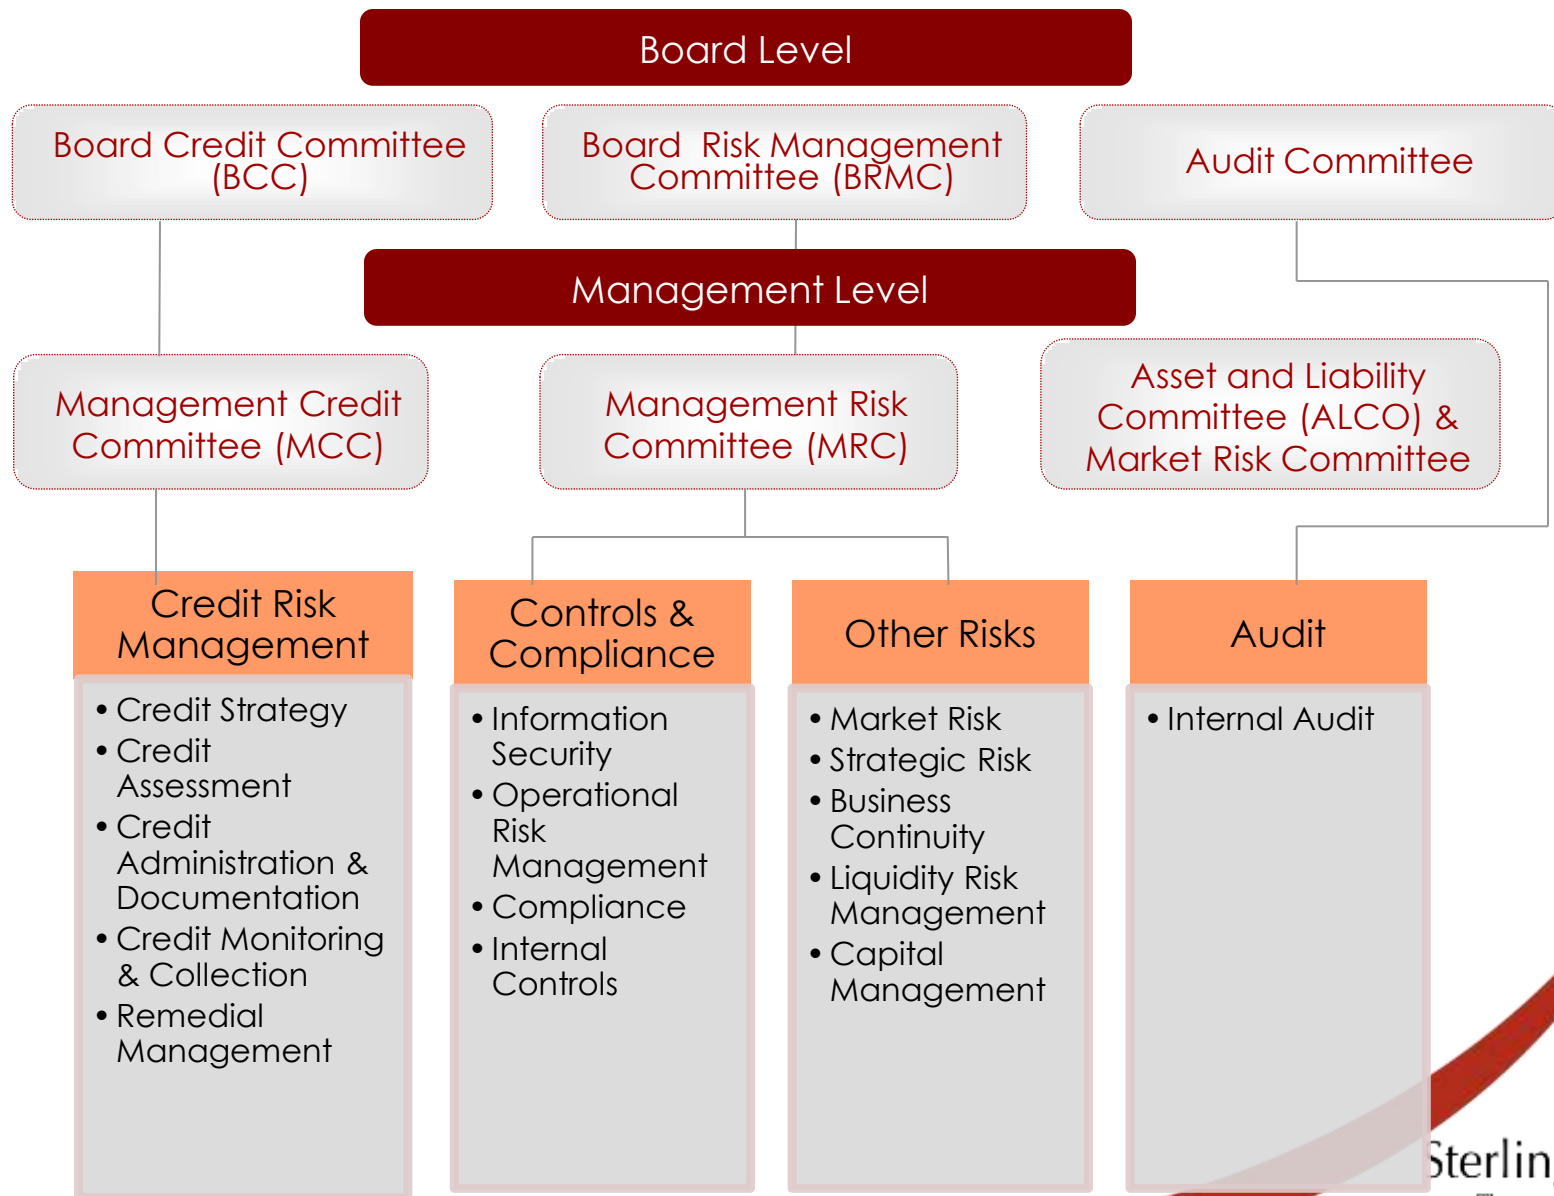 Board Level
Board Credit Committee
(BCC)
Board Risk Management
Committee (BRMC)
Audit Committee
Management Level
Management Credit
Committee (MCC)
Management Risk
Committee (MRC)
Asset and Liability
Committee (ALCO) &
Market Risk Committee
Credit Risk
Management
• Credit Strategy
• Credit
Assessment
• Credit
Administration &
Documentation
• Credit Monitoring
& Collection
• Remedial
Management
Controls &
Compliance
• Information
Security
• Operational
Risk
Management
• Compliance
• Internal
Controls
Other Risks
• Market Risk
• Strategic Risk
• Business
Continuity
• Liquidity Risk
Management
• Capital
Management
Audit
• Internal Audit
Sterlin